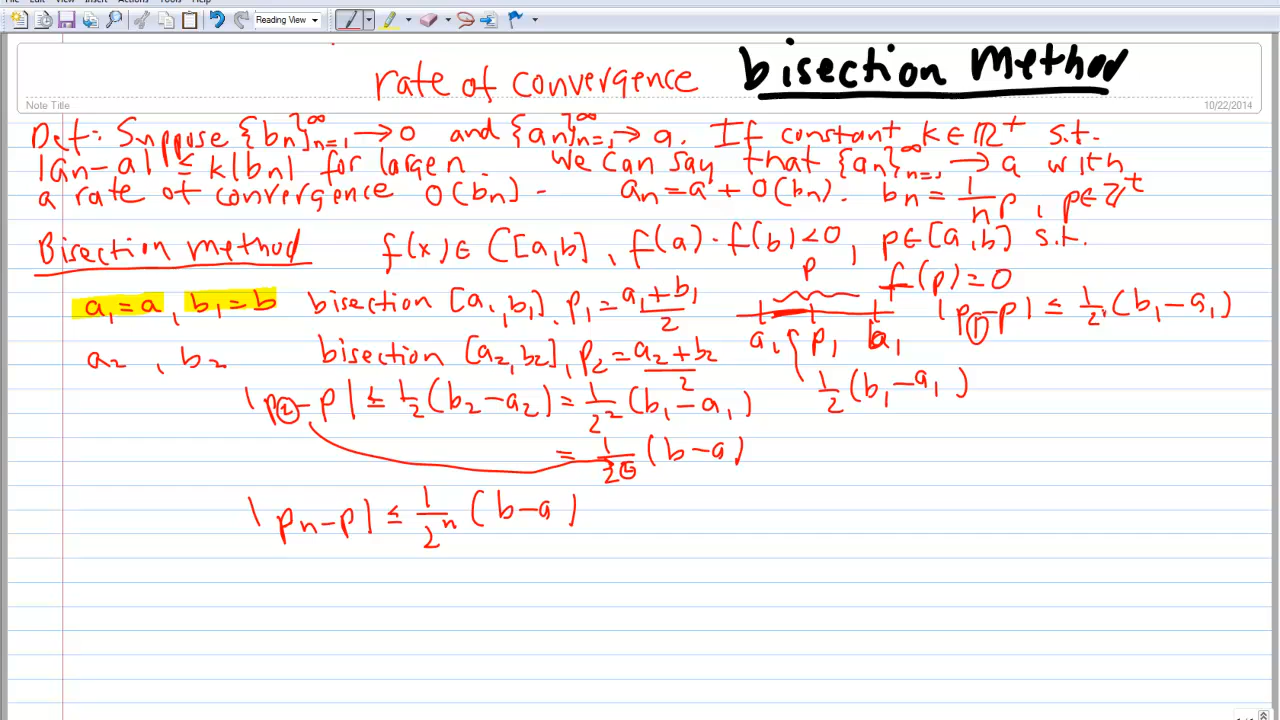 Reading View
rate of convergence bisection Method
Note Title 10/22/2014
Def: Suppose {bn}^∞n=1 → 0 and {an}^∞n=1 → a. If constant k ∈ ℝ⁺ s.t.
|an - a| ≤ k|bn| for large n. We can say that {an}^∞n=1 → a with
a rate of convergence O(bn) - an = a + O(bn). bn = 1/n^p, p ∈ ℤ⁺
Bisection method f(x) ∈ C[a,b], f(a)·f(b)<0, p ∈ [a,b] s.t.
f(p) = 0
a₁ = a, b₁ = b bisection [a₁,b₁]. p₁ = (a₁+b₁)/2 p |p₁ - p| ≤ 1/2 (b₁ - a₁)
a₁ p₁ b₁
a₂, b₂ bisection [a₂,b₂], p₂ = (a₂+b₂)/2
1/2 (b₁ - a₁)
|p₂ - p| ≤ 1/2 (b₂ - a₂) = 1/2² (b₁ - a₁)
= 1/2² (b - a)
|pn - p| ≤ 1/2ⁿ (b - a)